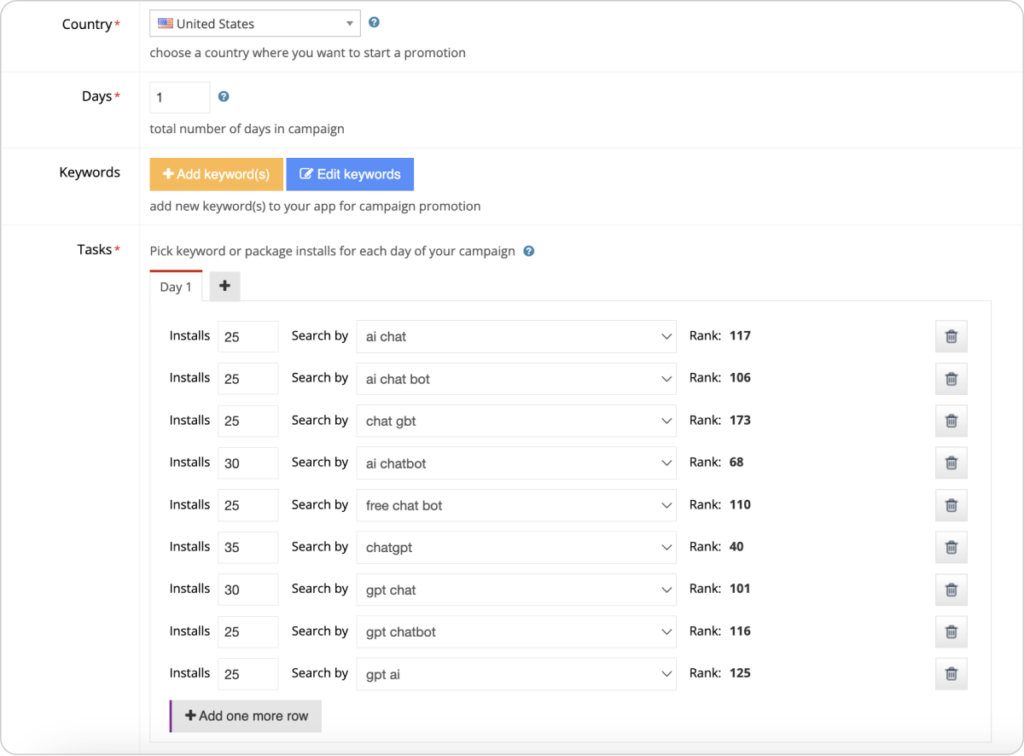 Country*
United States
choose a country where you want to start a promotion
Days*
1
total number of days in campaign
Keywords
Add keyword(s) Edit keywords
add new keyword(s) to your app for campaign promotion
Tasks* Pick keyword or package installs for each day of your campaign
Day 1 +
Installs 25 Search by ai chat Rank: 117
Installs 25 Search by ai chat bot Rank: 106
Installs 25 Search by chat gbt Rank: 173
Installs 30 Search by ai chatbot Rank: 68
Installs 25 Search by free chat bot Rank: 110
Installs 35 Search by chatgpt Rank: 40
Installs 30 Search by gpt chat Rank: 101
Installs 25 Search by gpt chatbot Rank: 116
Installs 25 Search by gpt ai Rank: 125
+ Add one more row